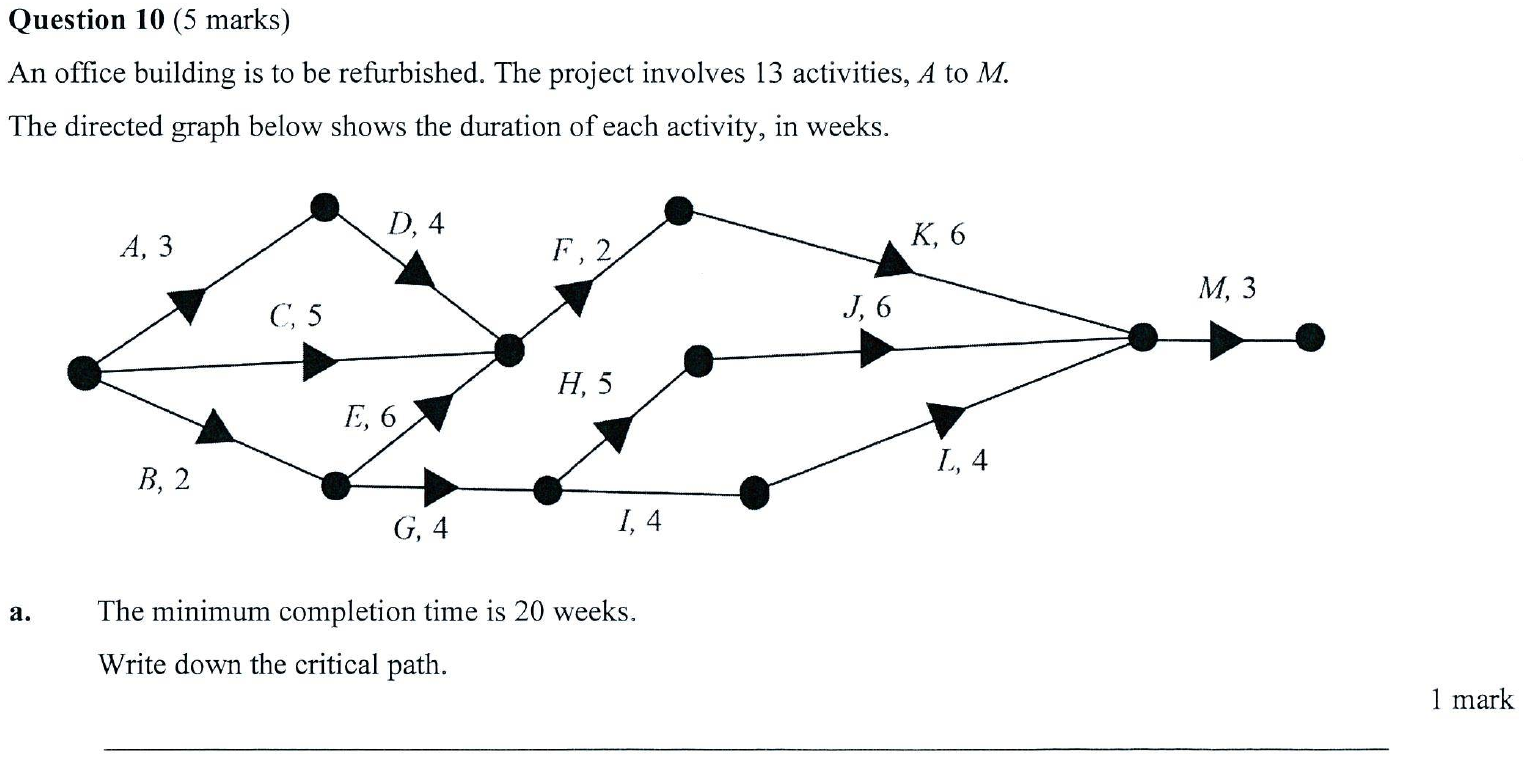 Question 10 (5 marks)
An office building is to be refurbished. The project involves 13 activities, A to M.
The directed graph below shows the duration of each activity, in weeks.
A, 3
D, 4
F, 2
K, 6
C, 5
J, 6
M, 3
E, 6
H, 5
B, 2
L, 4
G, 4
I, 4
a. The minimum completion time is 20 weeks.
Write down the critical path.
1 mark